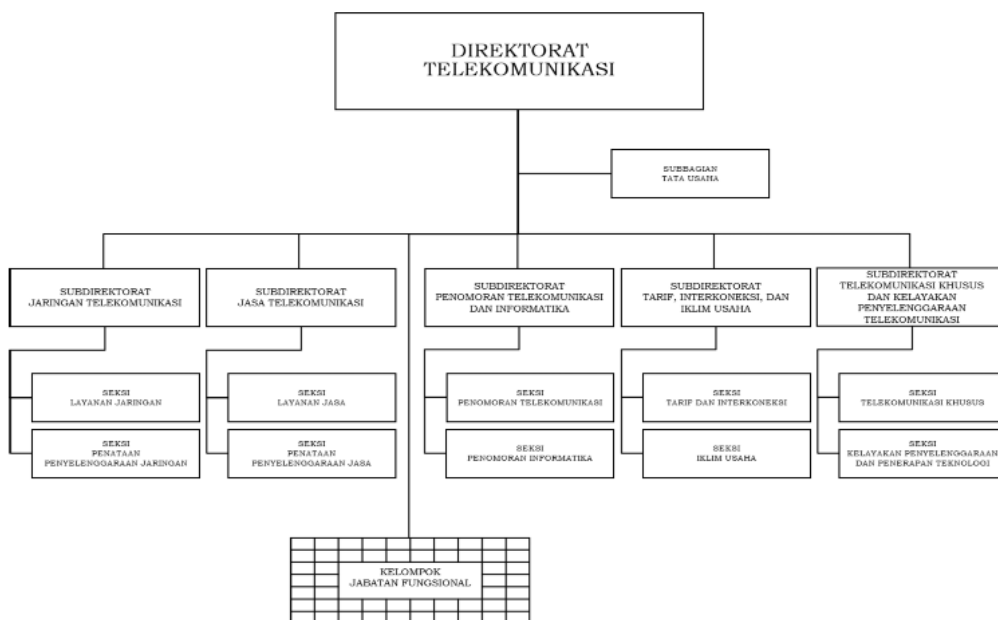 DIREKTORAT
TELEKOMUNIKASI
SUBBAGIAN
TATA USAHA
SUBDIREKTORAT
JARINGAN TELEKOMUNIKASI
SUBDIREKTORAT
JASA TELEKOMUNIKASI
SUBDIREKTORAT
PENOMORAN TELEKOMUNIKASI
DAN INFORMATIKA
SUBDIREKTORAT
TARIF, INTERKONEKSI, DAN
IKLIM USAHA
SUBDIREKTORAT
TELEKOMUNIKASI KHUSUS
DAN KELAYAKAN
PENYELENGGARAAN
TELEKOMUNIKASI
SEKSI
LAYANAN JARINGAN
SEKSI
LAYANAN JASA
SEKSI
PENOMORAN TELEKOMUNIKASI
SEKSI
TARIF DAN INTERKONEKSI
SEKSI
TELEKOMUNIKASI KHUSUS
SEKSI
PENATAAN
PENYELENGGARAAN JARINGAN
SEKSI
PENATAAN
PENYELENGGARAAN JASA
SEKSI
PENOMORAN INFORMATIKA
SEKSI
IKLIM USAHA
SEKSI
KELAYAKAN PENYELENGGARAAN
DAN PENERAPAN TEKNOLOGI
KELOMPOK
JABATAN FUNGSIONAL